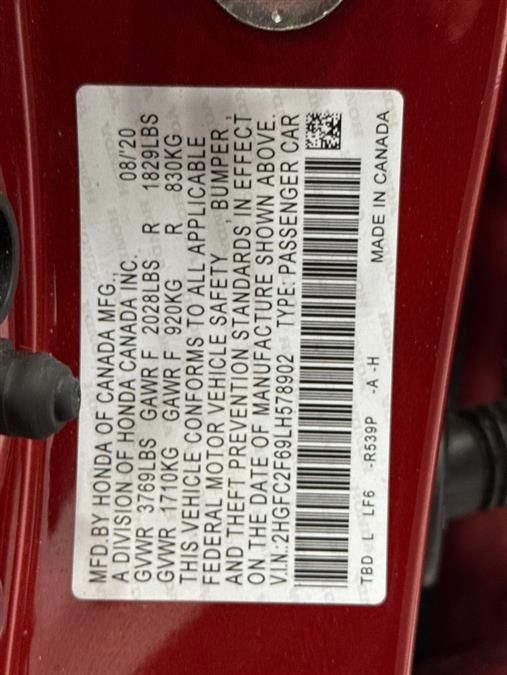 MFD.BY HONDA OF CANADA MFG., 08/'20
A DIVISION OF HONDA CANADA INC.
GVWR 3769LBS GAWR F 2028LBS R 1829LBS
GVWR 1710KG GAWR F 920KG R 830KG
THIS VEHICLE CONFORMS TO ALL APPLICABLE
FEDERAL MOTOR VEHICLE SAFETY , BUMPER ,
AND THEFT PREVENTION STANDARDS IN EFFECT
ON THE DATE OF MANUFACTURE SHOWN ABOVE.
V.I.N.:2HGFC2F69LH578902 TYPE: PASSENGER CAR
TBD L LF6 -R539P -A -H MADE IN CANADA